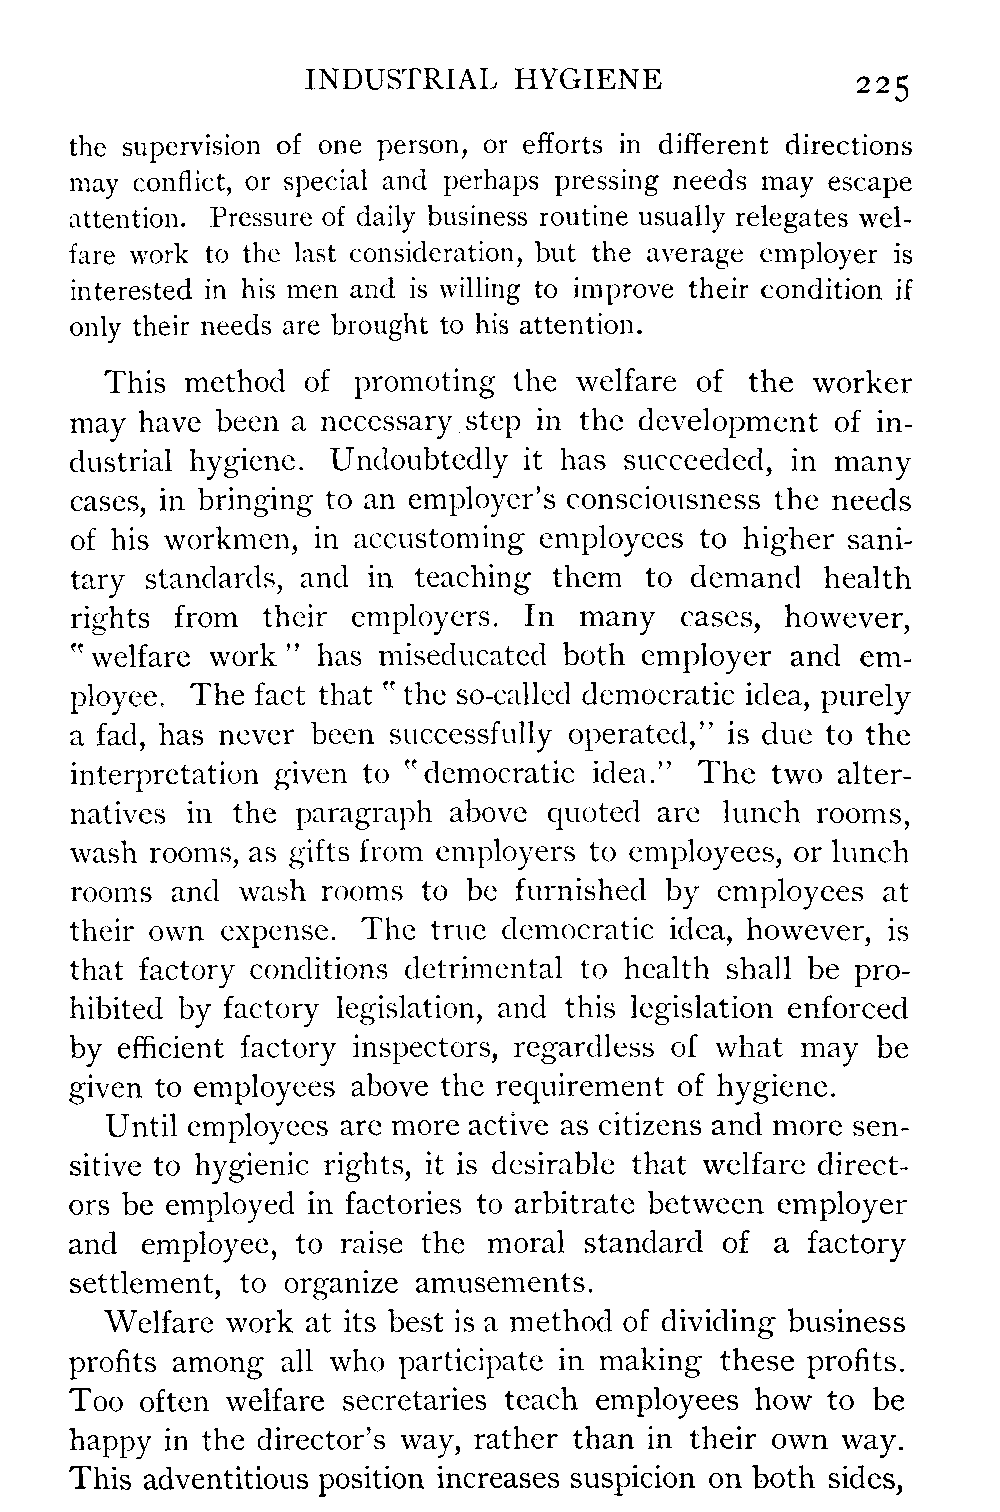 INDUSTRIAL HYGIENE 225
the supervision of one person, or efforts in different directions
may conflict, or special and perhaps pressing needs may escape
attention. Pressure of daily business routine usually relegates wel-
fare work to the last consideration, but the average employer is
interested in his men and is willing to improve their condition if
only their needs are brought to his attention.
This method of promoting the welfare of the worker
may have been a necessary step in the development of in-
dustrial hygiene. Undoubtedly it has succeeded, in many
cases, in bringing to an employer's consciousness the needs
of his workmen, in accustoming employees to higher sani-
tary standards, and in teaching them to demand health
rights from their employers. In many cases, however,
"welfare work" has miseducated both employer and em-
ployee. The fact that "the so-called democratic idea, purely
a fad, has never been successfully operated," is due to the
interpretation given to "democratic idea." The two alter-
natives in the paragraph above quoted are lunch rooms,
wash rooms, as gifts from employers to employees, or lunch
rooms and wash rooms to be furnished by employees at
their own expense. The true democratic idea, however, is
that factory conditions detrimental to health shall be pro-
hibited by factory legislation, and this legislation enforced
by efficient factory inspectors, regardless of what may be
given to employees above the requirement of hygiene.
Until employees are more active as citizens and more sen-
sitive to hygienic rights, it is desirable that welfare direct-
ors be employed in factories to arbitrate between employer
and employee, to raise the moral standard of a factory
settlement, to organize amusements.
Welfare work at its best is a method of dividing business
profits among all who participate in making these profits.
Too often welfare secretaries teach employees how to be
happy in the director's way, rather than in their own way.
This adventitious position increases suspicion on both sides,